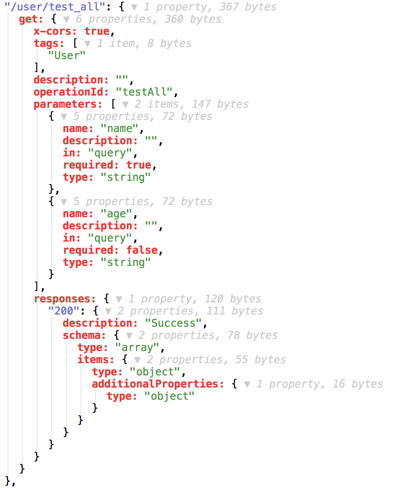 "/user/test_all": { ▼ 1 property, 367 bytes
get: { ▼ 6 properties, 360 bytes
x-cors: true,
tags: [ ▼ 1 item, 8 bytes
"User"
],
description: "",
operationId: "testAll",
parameters: [ ▼ 2 items, 147 bytes
{ ▼ 5 properties, 72 bytes
name: "name",
description: "",
in: "query",
required: true,
type: "string"
},
{ ▼ 5 properties, 72 bytes
name: "age",
description: "",
in: "query",
required: false,
type: "string"
}
],
responses: { ▼ 1 property, 120 bytes
"200": { ▼ 2 properties, 111 bytes
description: "Success",
schema: { ▼ 2 properties, 78 bytes
type: "array",
items: { ▼ 2 properties, 55 bytes
type: "object",
additionalProperties: { ▼ 1 property, 16 bytes
type: "object"
}
}
}
}
}
}
},